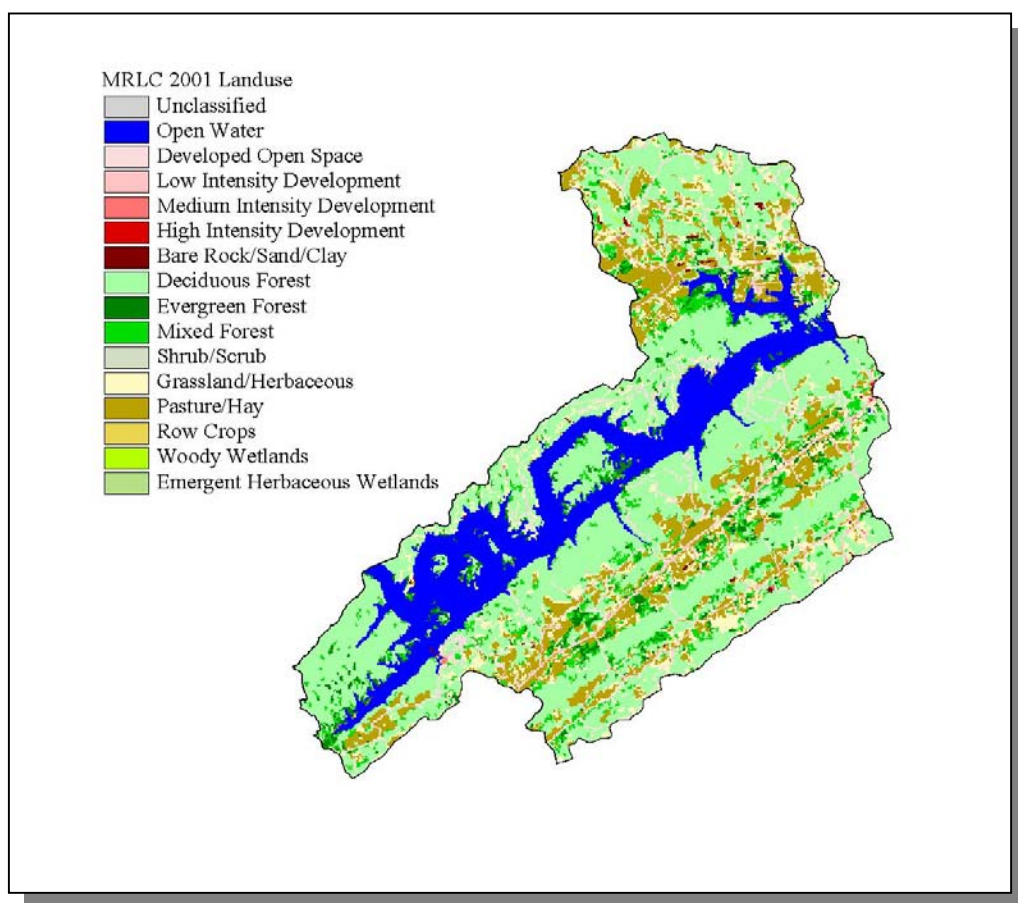 MRLC 2001 Landuse
Unclassified
Open Water
Developed Open Space
Low Intensity Development
Medium Intensity Development
High Intensity Development
Bare Rock/Sand/Clay
Deciduous Forest
Evergreen Forest
Mixed Forest
Shrub/Scrub
Grassland/Herbaceous
Pasture/Hay
Row Crops
Woody Wetlands
Emergent Herbaceous Wetlands